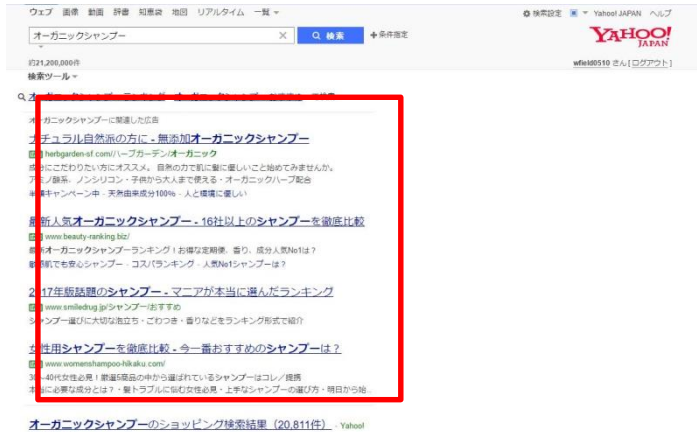 ウェブ 画像 動画 辞書 知恵袋 地図 リアルタイム 一覧
検索設定 Yahoo! JAPAN ヘルプ
オーガニックシャンプー × 検索 +条件指定
YAHOO! JAPAN
約21,200,000件
wfield0510 さん [ログアウト]
検索ツール
オーガニックシャンプーに関連した広告
ナチュラル自然派の方に - 無添加オーガニックシャンプー
herbgarden-sf.com/ハーブガーデン/オーガニック
成分にこだわりたい方にオススメ。自然の力で肌に髪に優しいこと始めてみませんか。
アミノ酸系、ノンシリコン・子供から大人まで使える・オーガニックハーブ配合
半額キャンペーン中 - 天然由来成分100% - 人と環境に優しい
最新人気オーガニックシャンプー - 16社以上のシャンプーを徹底比較
www.beauty-ranking.biz/
最新オーガニックシャンプーランキング!お得な定期便、香り、成分人気No1は?
敏感肌でも安心シャンプー - コスパランキング - 人気No1シャンプーは?
2017年版話題のシャンプー - マニアが本当に選んだランキング
www.smiledrug.jp/シャンプー/おすすめ
シャンプー選びに大切な泡立ち・ごわつき・香りなどをランキング形式で紹介
女性用シャンプーを徹底比較 - 今一番おすすめのシャンプーは?
www.womenshampoo-hikaku.com/
30~40代女性必見!厳選5商品の中から選ばれているシャンプーはコレ/提携
本当に必要な成分とは?・髪トラブルに悩む女性必見・上手なシャンプーの選び方・明日から始...
オーガニックシャンプーのショッピング検索結果(20,811件) - Yahoo!